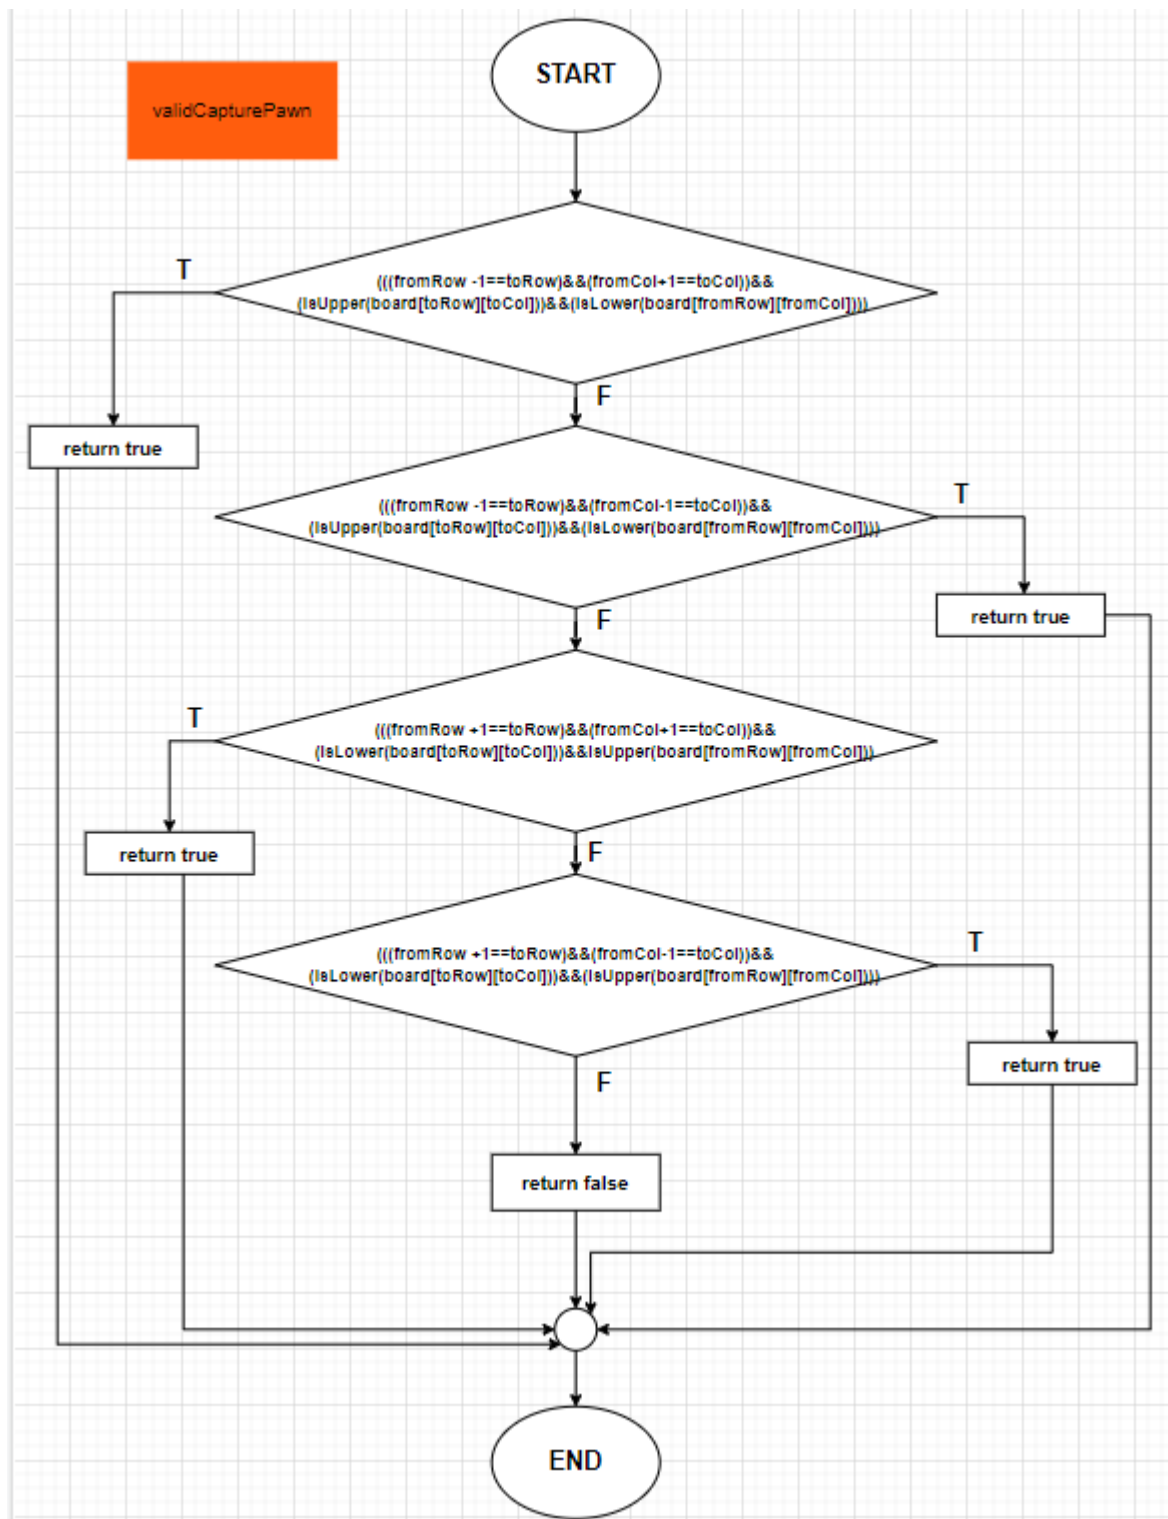 START
validCapturePawn
T
(((fromRow -1==toRow)&&(fromCol+1==toCol))&&
(isUpper(board[toRow][toCol]))&&(isLower(board[fromRow][fromCol])))
F
return true
(((fromRow -1==toRow)&&(fromCol-1==toCol))&&
(isUpper(board[toRow][toCol]))&&(isLower(board[fromRow][fromCol])))
T
F
return true
(((fromRow +1==toRow)&&(fromCol+1==toCol))&&
(isLower(board[toRow][toCol]))&&isUpper(board[fromRow][fromCol]))
T
return true
F
(((fromRow +1==toRow)&&(fromCol-1==toCol))&&
(isLower(board[toRow][toCol]))&&(isUpper(board[fromRow][fromCol])))
T
return true
F
return false
END